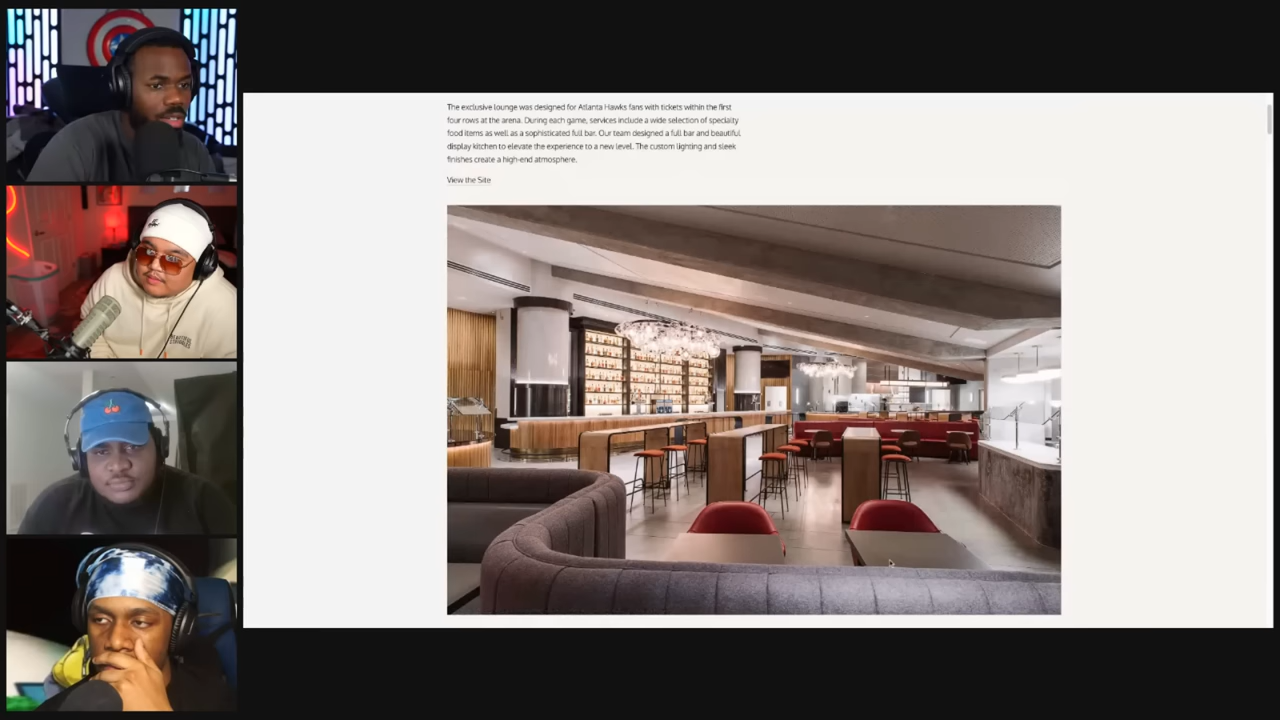 The exclusive lounge was designed for Atlanta Hawks fans with tickets within the first
four rows at the arena. During each game, services include a wide selection of specialty
food items as well as a sophisticated full bar. Our team designed a full bar and beautiful
display kitchen to elevate the experience to a new level. The custom lighting and sleek
finishes create a high-end atmosphere.
View the Site